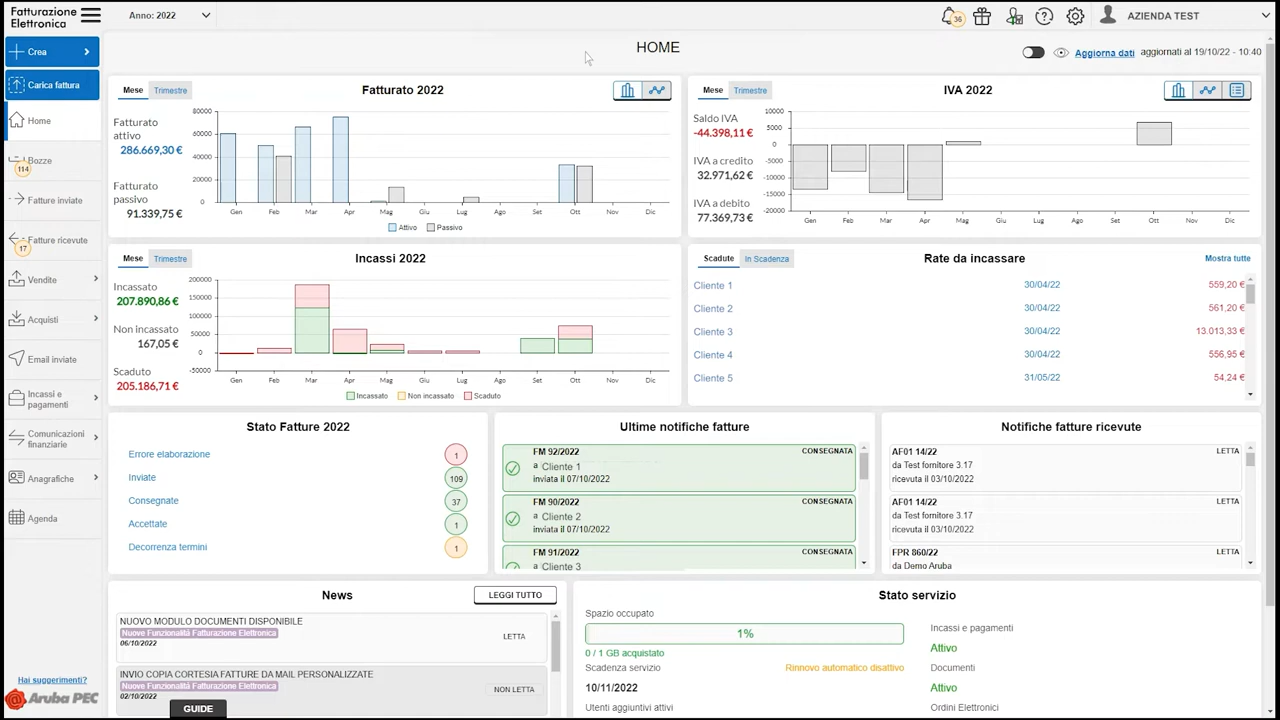 Fatturazione
Elettronica
Anno: 2022
36
AZIENDA TEST
Crea
Carica fattura
Home
Bozze
114
Fatture inviate
Fatture ricevute
17
Vendite
Acquisti
Email inviate
Incassi e
pagamenti
Comunicazioni
finanziarie
Anagrafiche
Agenda
Hai suggerimenti?
Aruba PEC
HOME
Aggiorna dati aggiornati al 19/10/22 - 10:40
Mese Trimestre
Fatturato 2022
Fatturato
attivo
286.669,30 €
Fatturato
passivo
91.339,75 €
80000
60000
40000
20000
0
Gen Feb Mar Apr Mag Giu Lug Ago Set Ott Nov Dic
Attivo Passivo
Mese Trimestre
IVA 2022
Saldo IVA
-44.398,11 €
IVA a credito
32.971,62 €
IVA a debito
77.369,73 €
10000
5000
0
-5000
-10000
-15000
-20000
Gen Feb Mar Apr Mag Giu Lug Ago Set Ott Nov Dic
Mese Trimestre
Incassi 2022
Incassato
207.890,86 €
Non incassato
167,05 €
Scaduto
205.186,71 €
200000
150000
100000
50000
0
-50000
Gen Feb Mar Apr Mag Giu Lug Ago Set Ott Nov Dic
Incassato Non incassato Scaduto
Scadute In Scadenza
Rate da incassare
Mostra tutte
Cliente 1 30/04/22 559,20 €
Cliente 2 30/04/22 561,20 €
Cliente 3 30/04/22 13.013,33 €
Cliente 4 30/04/22 556,95 €
Cliente 5 31/05/22 54,24 €
Stato Fatture 2022
Errore elaborazione 1
Inviate 109
Consegnate 37
Accettate 1
Decorrenza termini 1
Ultime notifiche fatture
FM 92/2022 CONSEGNATA
a Cliente 1
inviata il 07/10/2022
FM 90/2022 CONSEGNATA
a Cliente 2
inviata il 07/10/2022
FM 91/2022 CONSEGNATA
a Cliente 3
Notifiche fatture ricevute
AF01 14/22 LETTA
da Test fornitore 3.17
ricevuta il 03/10/2022
AF01 14/22 LETTA
da Test fornitore 3.17
ricevuta il 03/10/2022
FPR 860/22 LETTA
da Demo Aruba
News
LEGGI TUTTO
NUOVO MODULO DOCUMENTI DISPONIBILE
Nuove Funzionalità Fatturazione Elettronica
06/10/2022
LETTA
INVIO COPIA CORTESIA FATTURE DA MAIL PERSONALIZZATE
Nuove Funzionalità Fatturazione Elettronica
02/10/2022
NON LETTA
GUIDE
Stato servizio
Spazio occupato
1%
0 / 1 GB acquistato
Scadenza servizio Rinnovo automatico disattivo
10/11/2022
Utenti aggiuntivi attivi
Incassi e pagamenti
Attivo
Documenti
Attivo
Ordini Elettronici